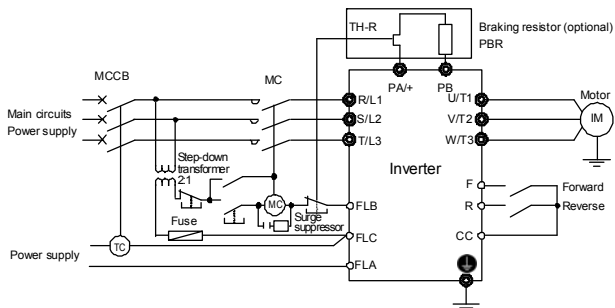 TH-R
Braking resistor (optional)
PBR
MCCB
MC
PA/+
PB
Motor
Main circuits
Power supply
R/L1
S/L2
T/L3
U/T1
V/T2
W/T3
IM
Inverter
Step-down
transformer
2:1
MC
Surge
suppressor
Fuse
FLB
FLC
FLA
F
R
CC
Forward
Reverse
TC
Power supply